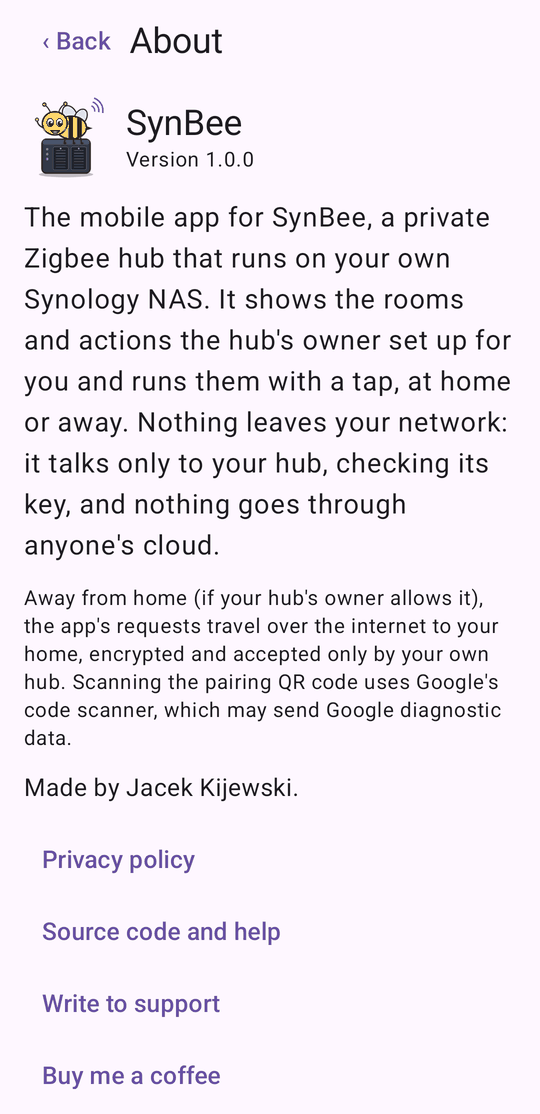 ‹ Back About
SynBee
Version 1.0.0
The mobile app for SynBee, a private
Zigbee hub that runs on your own
Synology NAS. It shows the rooms
and actions the hub's owner set up for
you and runs them with a tap, at home
or away. Nothing leaves your network:
it talks only to your hub, checking its
key, and nothing goes through
anyone's cloud.
Away from home (if your hub's owner allows it),
the app's requests travel over the internet to your
home, encrypted and accepted only by your own
hub. Scanning the pairing QR code uses Google's
code scanner, which may send Google diagnostic
data.
Made by Jacek Kijewski.
Privacy policy
Source code and help
Write to support
Buy me a coffee